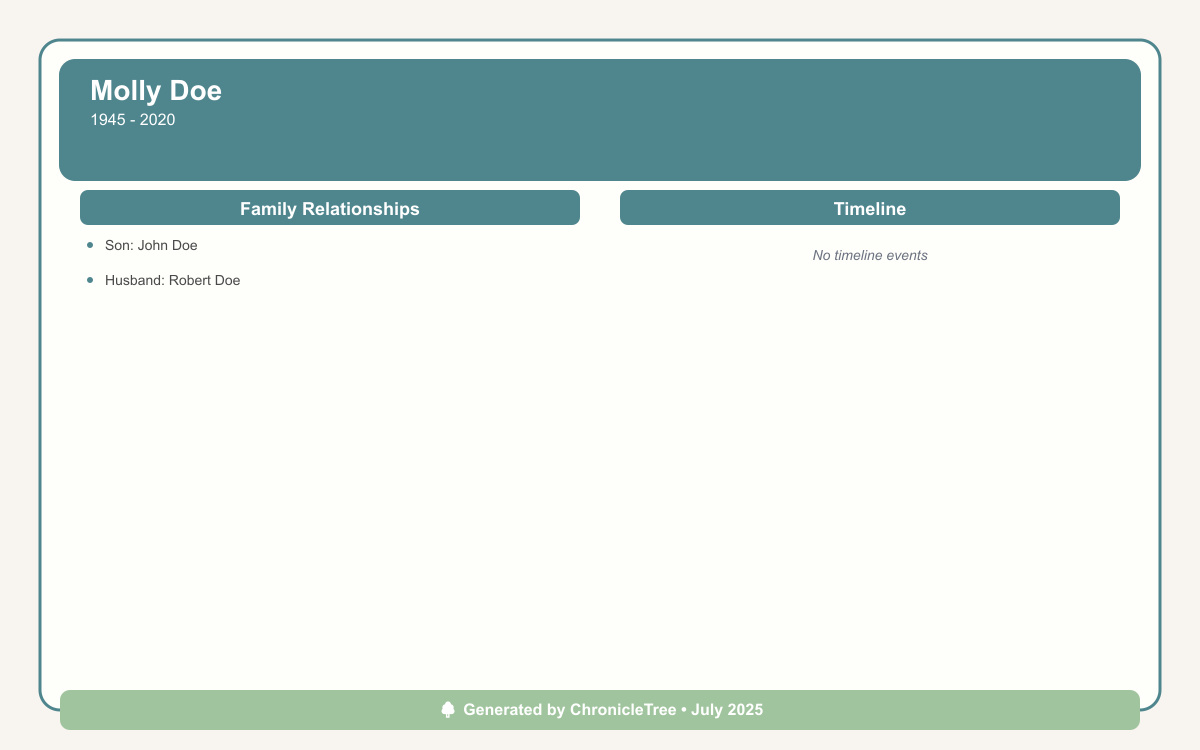 Molly Doe
1945 - 2020
Family Relationships
Son: John Doe
Husband: Robert Doe
Timeline
No timeline events
Generated by ChronicleTree • July 2025